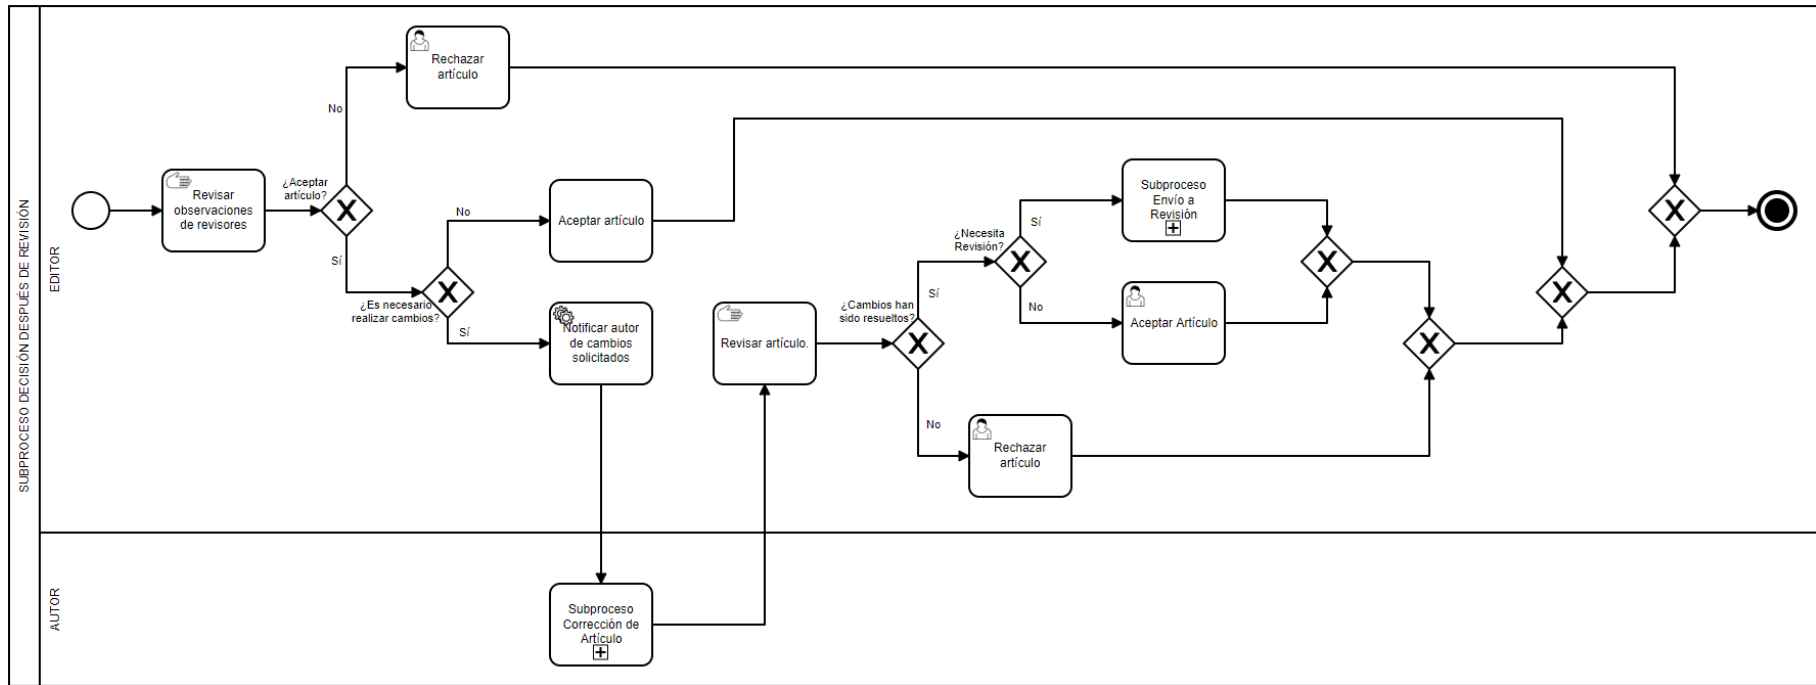 SUBPROCESO DECISIÓN DESPUÉS DE REVISIÓN
EDITOR
Revisar
observaciones
de revisores
¿Aceptar
artículo?
No
Sí
Rechazar
artículo
¿Es necesario
realizar cambios?
No
Sí
Aceptar artículo
Notificar autor
de cambios
solicitados
Revisar artículo.
¿Cambios han
sido resueltos?
Sí
No
¿Necesita
Revisión?
Sí
No
Subproceso
Envío a
Revisión
Aceptar Artículo
Rechazar
artículo
AUTOR
Subproceso
Corrección de
Artículo